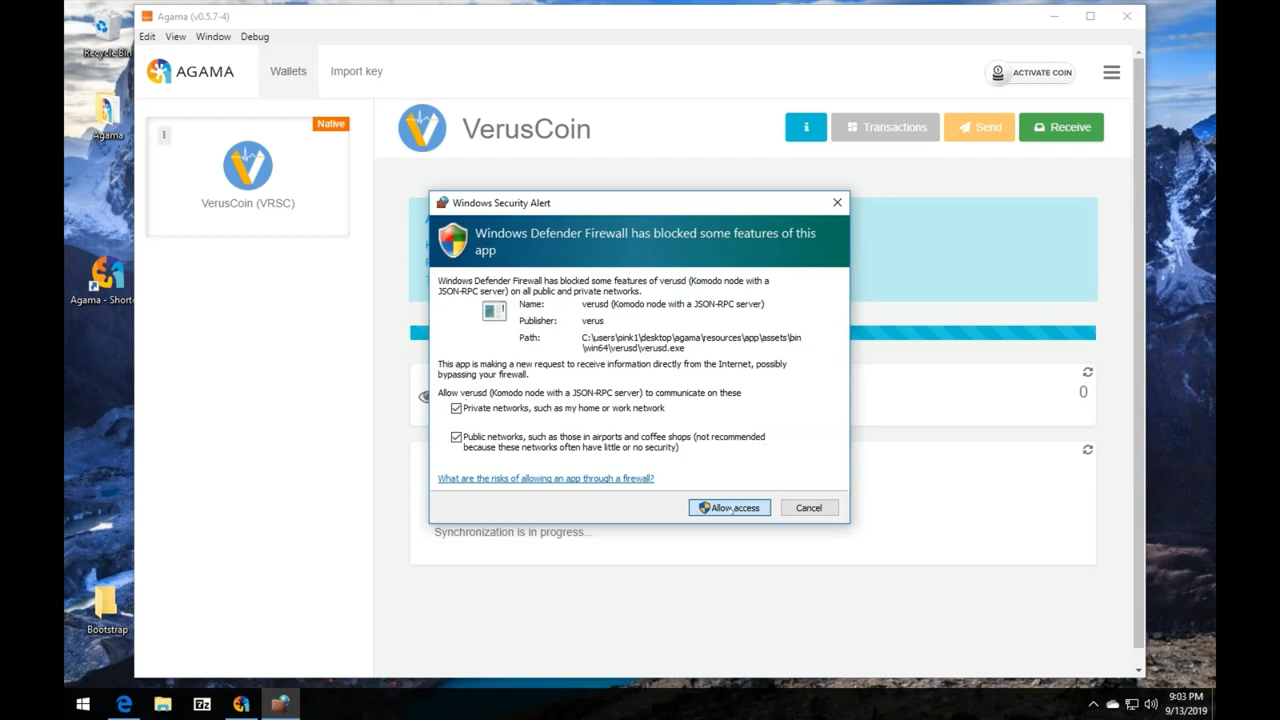 Recycle Bin
Agama
Agama - Shortc
Bootstrap
Agama (v0.5.7-4)
Edit View Window Debug
AGAMA Wallets Import key ACTIVATE COIN
Native
VerusCoin (VRSC)
VerusCoin
i Transactions Send Receive
Windows Security Alert
Windows Defender Firewall has blocked some features of this
app
Windows Defender Firewall has blocked some features of verusd (Komodo node with a
JSON-RPC server) on all public and private networks.
Name: verusd (Komodo node with a JSON-RPC server)
Publisher: verus
Path: C:\users\pink1\desktop\agama\resources\app\assets\bin
\win64\verusd\verusd.exe
This app is making a new request to receive information directly from the Internet, possibly
bypassing your firewall.
Allow verusd (Komodo node with a JSON-RPC server) to communicate on these
Private networks, such as my home or work network
Public networks, such as those in airports and coffee shops (not recommended
because these networks often have little or no security)
What are the risks of allowing an app through a firewall?
Allow access Cancel
0
Synchronization is in progress...
7z
9:03 PM
9/13/2019